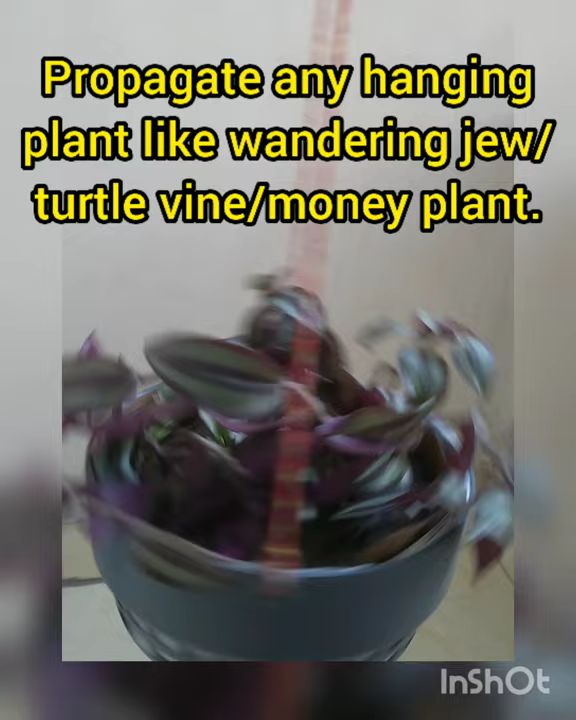 Propagate any hanging
plant like wandering jew/
turtle vine/money plant.
InShOt